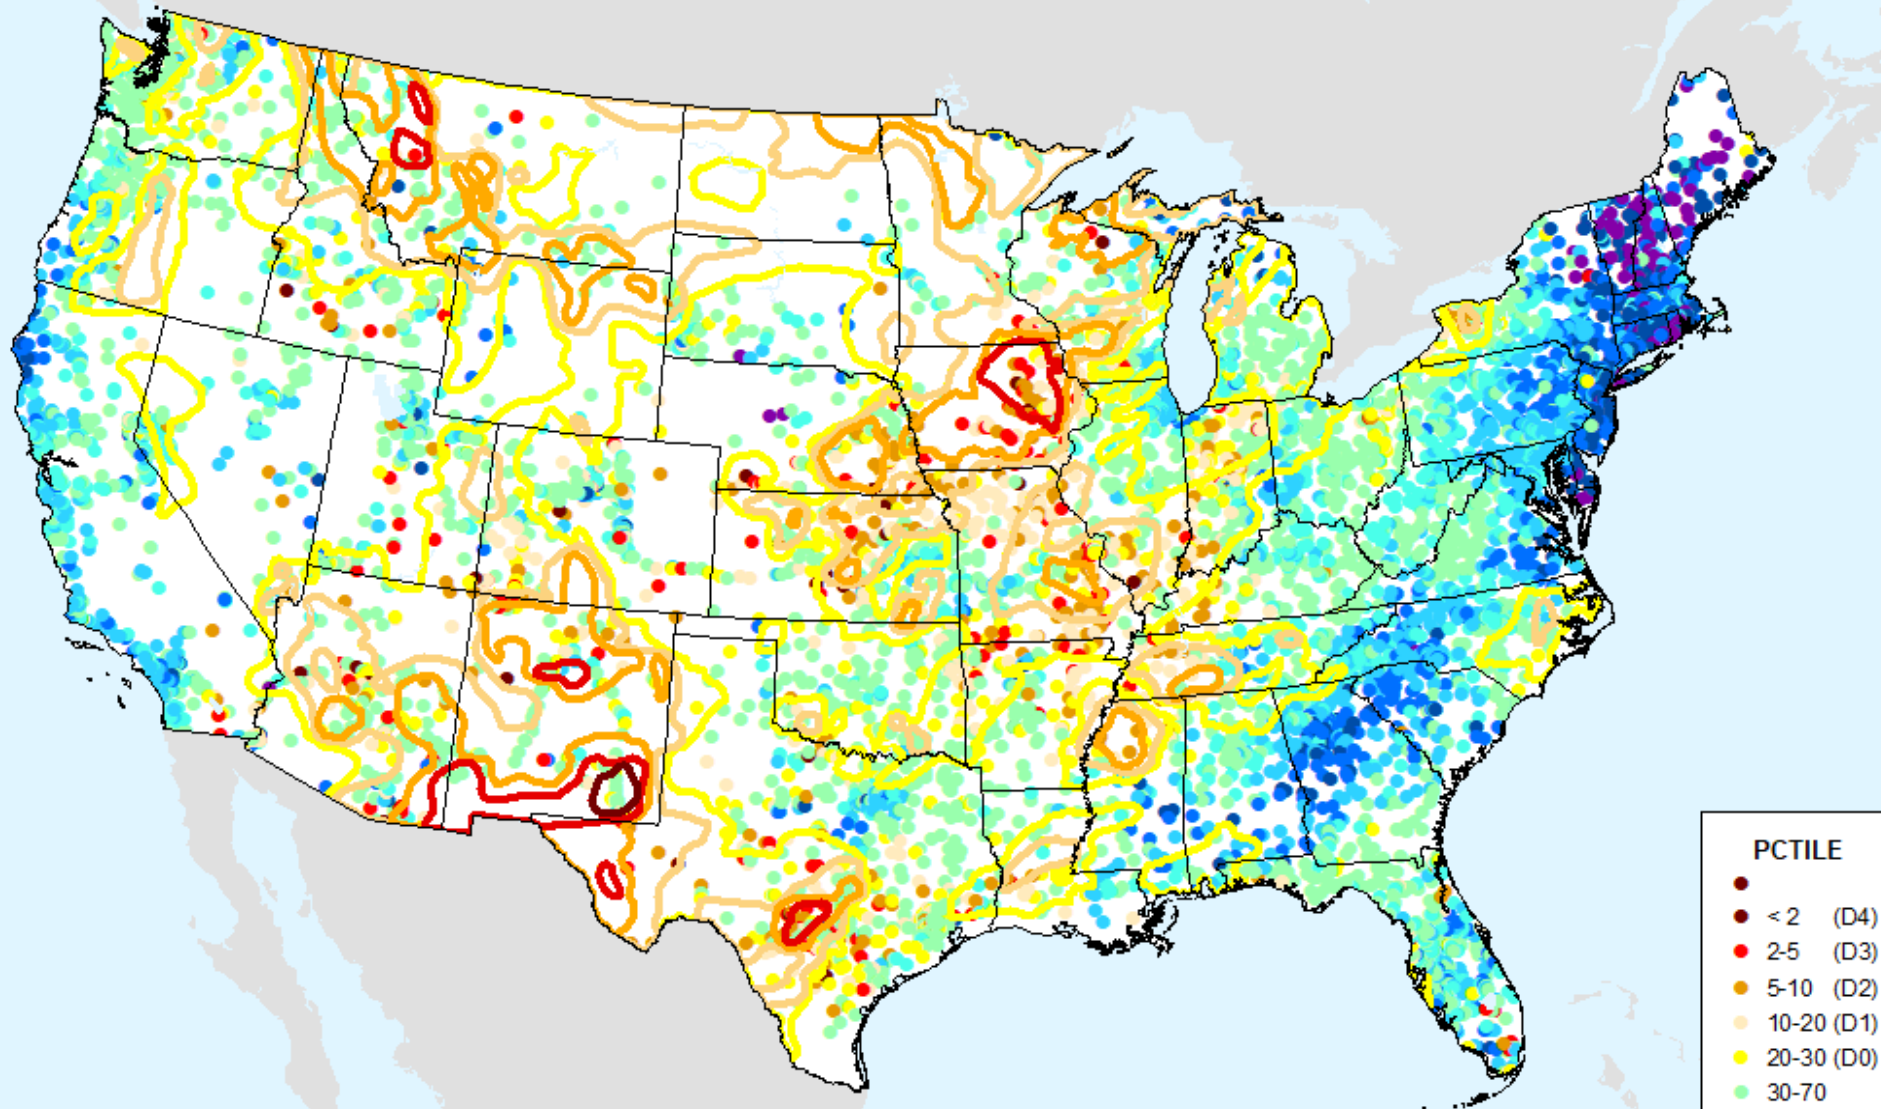 PCTILE
< 2 (D4)
2-5 (D3)
5-10 (D2)
10-20 (D1)
20-30 (D0)
30-70